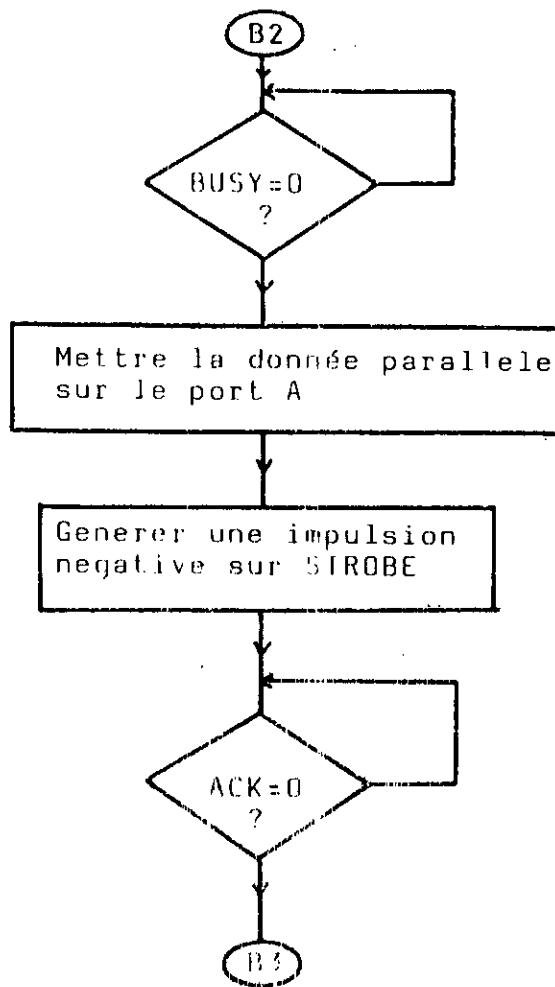 B2
BUSY=0
?
Mettre la donnée parallele
sur le port A
Generer une impulsion
negative sur STROBE
ACK=0
?
B3